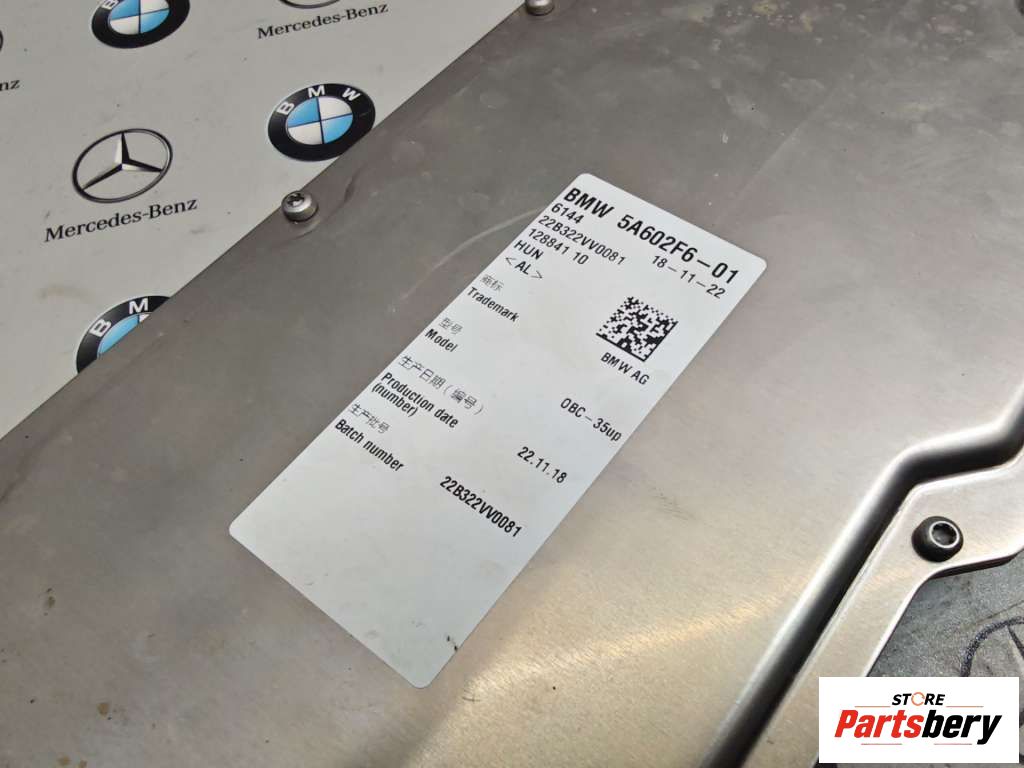 Mercedes-Benz
BMW
Mercedes-Benz
BMW
BMW 5A602F6-01
6144
22B322VV0081 18-11-22
12884110
HUN
<AL>
商标
Trademark
BMW AG
型号
Model OBC-35up
生产日期(编号)
Production date
(number) 22.11.18
生产批号
Batch number 22B322VV0081
STORE
Partsbery